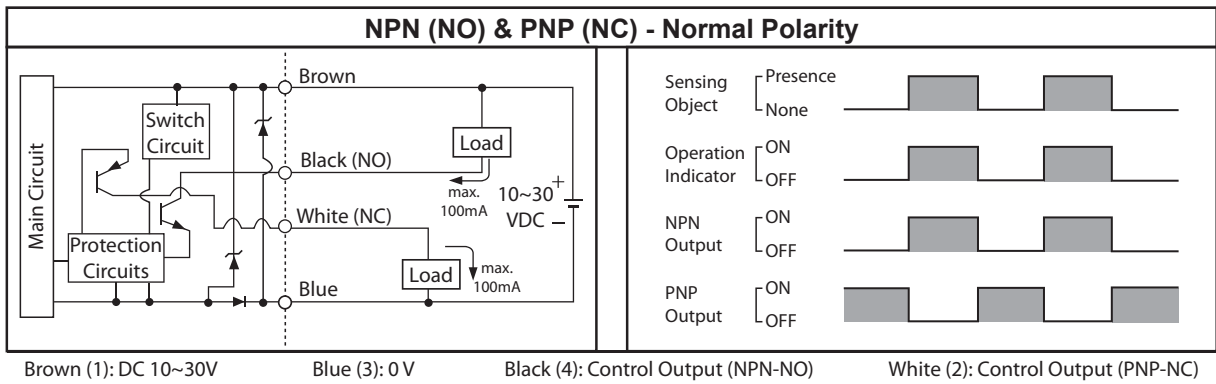 NPN (NO) & PNP (NC) - Normal Polarity
Main Circuit
Switch
Circuit
Protection
Circuits
Brown
Black (NO)
White (NC)
Blue
Load
max.
100mA
10~30
VDC
+
−
Load
max.
100mA
Sensing
Object
Presence
None
Operation
Indicator
ON
OFF
NPN
Output
ON
OFF
PNP
Output
ON
OFF
Brown (1): DC 10~30V
Blue (3): 0 V
Black (4): Control Output (NPN-NO)
White (2): Control Output (PNP-NC)